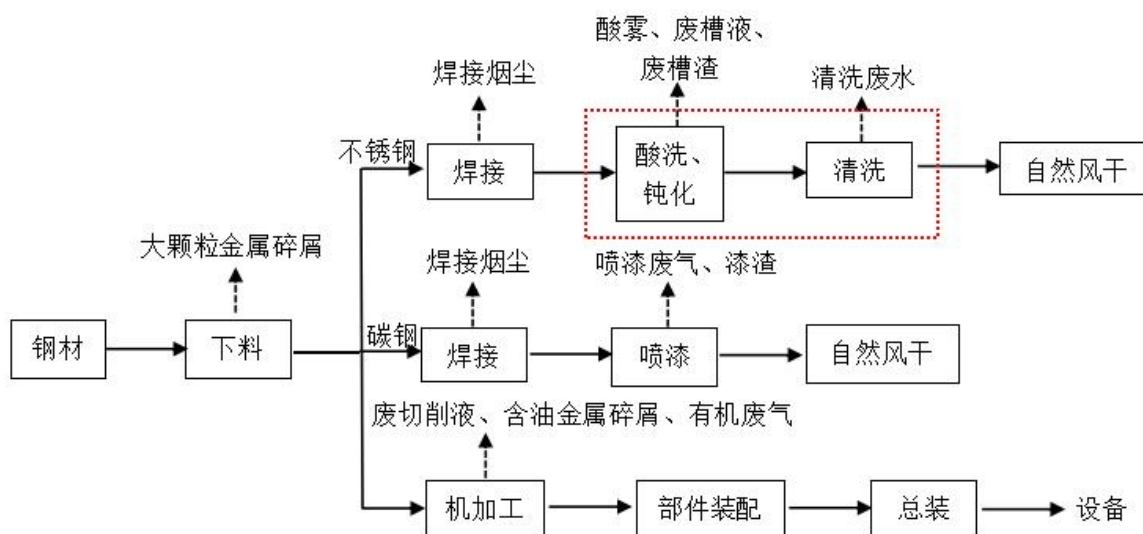 酸雾、废槽液、
废槽渣
焊接烟尘
清洗废水
不锈钢
焊接
酸洗、
钝化
清洗
自然风干
大颗粒金属碎屑
焊接烟尘
喷漆废气、漆渣
钢材
下料
碳钢
焊接
喷漆
自然风干
废切削液、含油金属碎屑、有机废气
机加工
部件装配
总装
设备